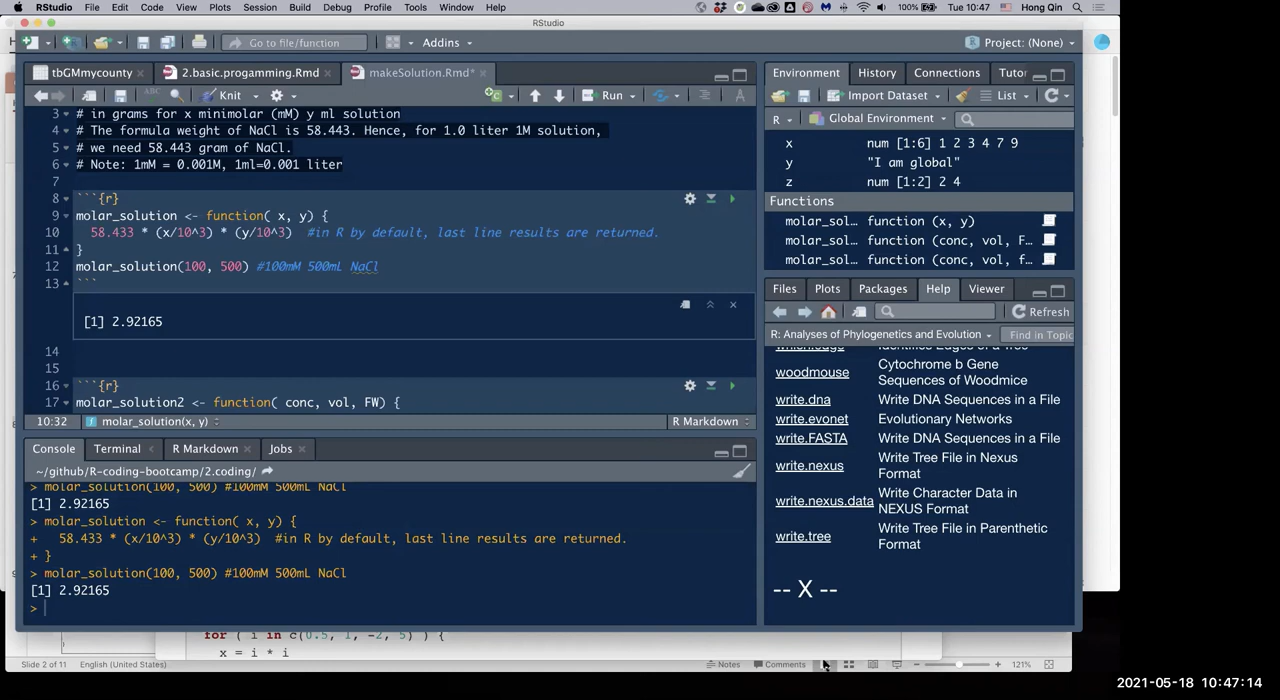 RStudio File Edit Code View Plots Session Build Debug Profile Tools Window Help 100% Tue 10:47 Hong Qin
RStudio
Go to file/function Addins Project: (None)
tbGMmycounty 2.basic.progamming.Rmd makeSolution.Rmd*
ABC Knit Run
3 # in grams for x minimolar (mM) y ml solution
4 # The formula weight of NaCl is 58.443. Hence, for 1.0 liter 1M solution,
5 # we need 58.443 gram of NaCl.
6 # Note: 1mM = 0.001M, 1ml=0.001 liter
7
8 ```{r}
9 molar_solution <- function( x, y) {
10 58.433 * (x/10^3) * (y/10^3) #in R by default, last line results are returned.
11 }
12 molar_solution(100, 500) #100mM 500mL NaCl
13 ```
[1] 2.92165
14
15
16 ```{r}
17 molar_solution2 <- function( conc, vol, FW) {
10:32 molar_solution(x, y) R Markdown
Console Terminal R Markdown Jobs
~/github/R-coding-bootcamp/2.coding/
> molar_solution(100, 500) #100mM 500mL NaCl
[1] 2.92165
> molar_solution <- function( x, y) {
+ 58.433 * (x/10^3) * (y/10^3) #in R by default, last line results are returned.
+ }
> molar_solution(100, 500) #100mM 500mL NaCl
[1] 2.92165
>
Environment History Connections Tutor
Import Dataset List
R Global Environment
x num [1:6] 1 2 3 4 7 9
y "I am global"
z num [1:2] 2 4
Functions
molar_sol… function (x, y)
molar_sol… function (conc, vol, F…
molar_sol… function (conc, vol, f…
Files Plots Packages Help Viewer
Refresh
R: Analyses of Phylogenetics and Evolution Find in Topic
which.edge Identifies Edges of a Tree
woodmouse Cytochrome b Gene
Sequences of Woodmice
write.dna Write DNA Sequences in a File
write.evonet Evolutionary Networks
write.FASTA Write DNA Sequences in a File
write.nexus Write Tree File in Nexus
Format
write.nexus.data Write Character Data in
NEXUS Format
write.tree Write Tree File in Parenthetic
Format
-- X --
for ( i in c(0.5, 1, -2, 5) ) {
x = i * i
Slide 2 of 11 English (United States) Notes Comments 121%
2021-05-18 10:47:14